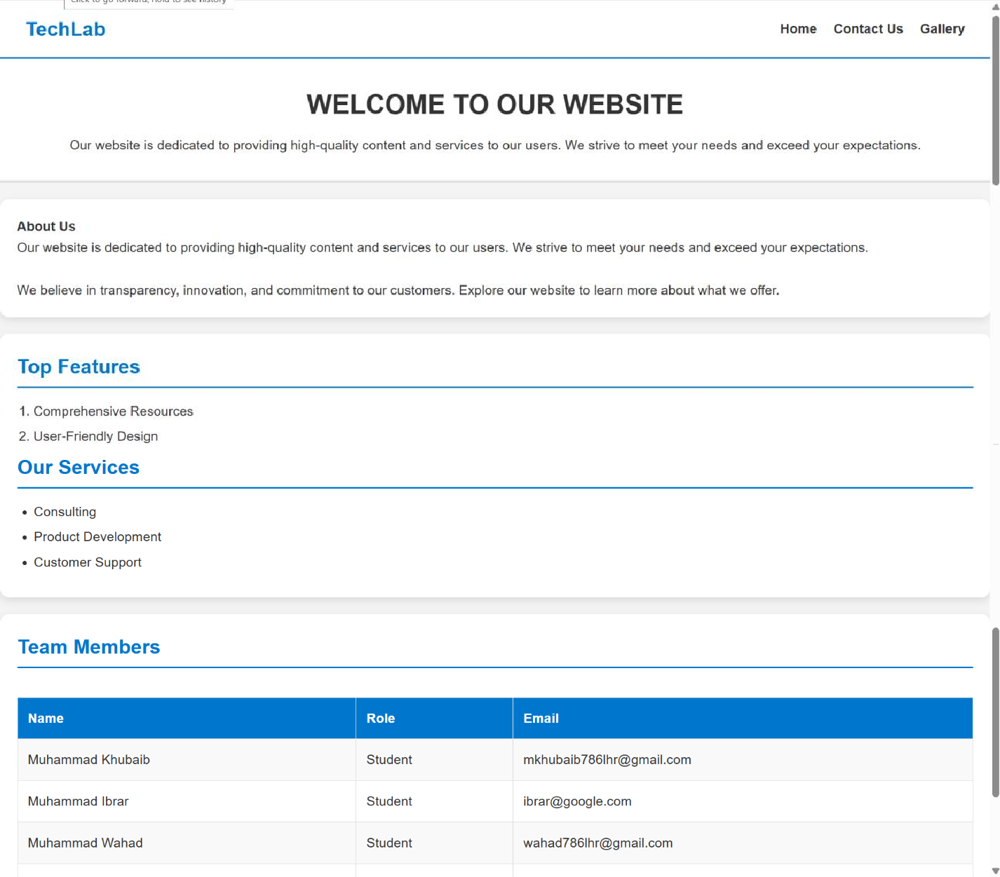 Click to go forward, Hold to see history
TechLab
Home Contact Us Gallery
WELCOME TO OUR WEBSITE
Our website is dedicated to providing high-quality content and services to our users. We strive to meet your needs and exceed your expectations.
About Us
Our website is dedicated to providing high-quality content and services to our users. We strive to meet your needs and exceed your expectations.
We believe in transparency, innovation, and commitment to our customers. Explore our website to learn more about what we offer.
Top Features
1. Comprehensive Resources
2. User-Friendly Design
Our Services
• Consulting
• Product Development
• Customer Support
Team Members
Name Role Email
Muhammad Khubaib Student mkhubaib786lhr@gmail.com
Muhammad Ibrar Student ibrar@google.com
Muhammad Wahad Student wahad786lhr@gmail.com